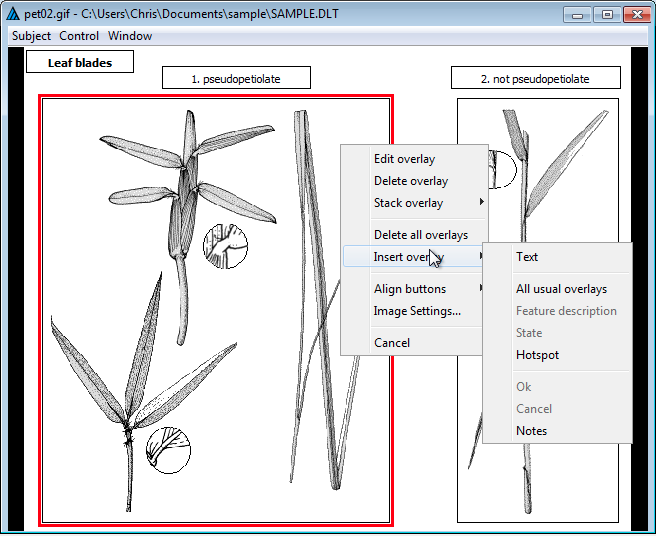 pet02.gif - C:\Users\Chris\Documents\sample\SAMPLE.DLT
Subject Control Window
Leaf blades
1. pseudopetiolate
2. not pseudopetiolate
Edit overlay
Delete overlay
Stack overlay
Delete all overlays
Insert overlay
Align buttons
Image Settings...
Cancel
Text
All usual overlays
Feature description
State
Hotspot
Ok
Cancel
Notes